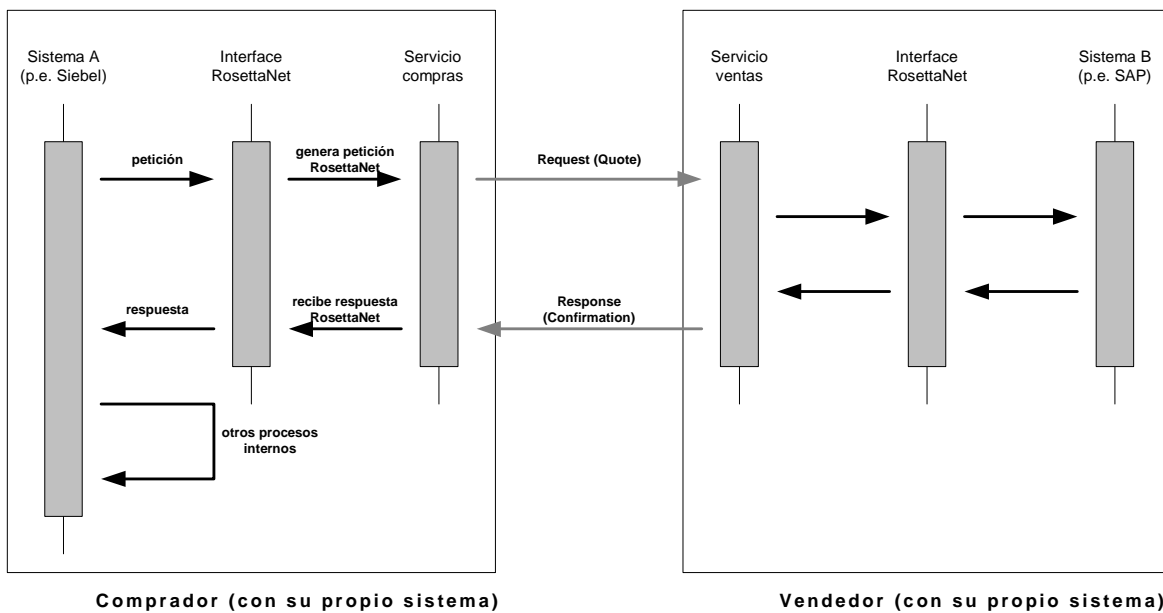 Sistema A
(p.e. Siebel)
Interface
RosettaNet
Servicio
compras
Servicio
ventas
Interface
RosettaNet
Sistema B
(p.e. SAP)
petición
genera petición
RosettaNet
Request (Quote)
respuesta
recibe respuesta
RosettaNet
Response
(Confirmation)
otros procesos
internos
Comprador (con su propio sistema)
Vendedor (con su propio sistema)